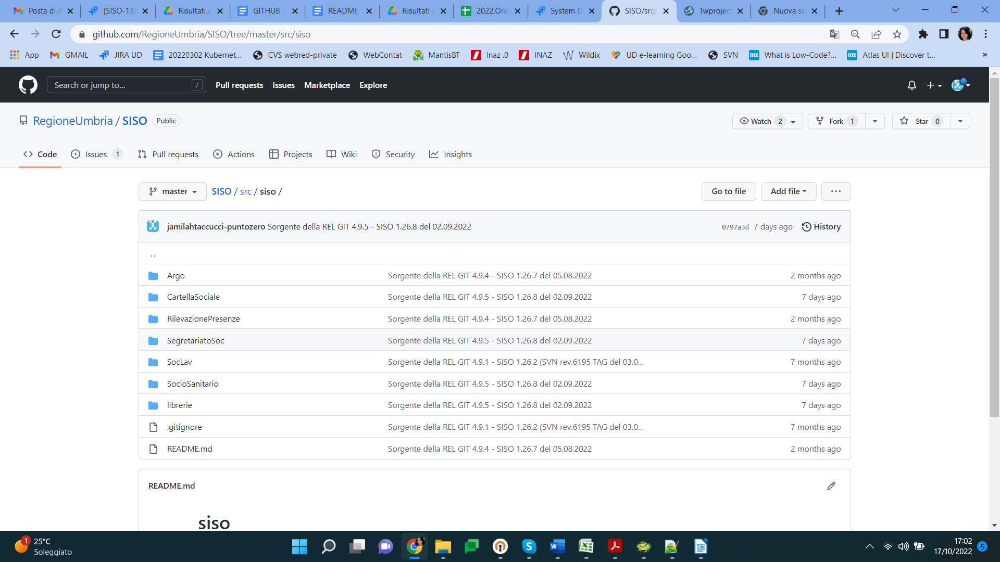 Posta di P
[SISO-135
Risultati d
GITHUB -
README
Risultati e
2022.Ora
System D
SISO/src/
Twproject
Nuova sc
github.com/RegioneUmbria/SISO/tree/master/src/siso
App
GMAIL
JIRA UD
20220302 Kubernet...
CVS webred-private
WebContat
MantisBT
Inaz .0
INAZ
Wildix
UD e-learning Goo...
SVN
mx
What is Low-Code?...
mx
Atlas UI | Discover t...
»
Search or jump to...
/
Pull requests
Issues
Marketplace
Explore
RegioneUmbria / SISO
Public
Watch 2
Fork 1
Star 0
Code
Issues 1
Pull requests
Actions
Projects
Wiki
Security
Insights
master
SISO / src / siso /
Go to file
Add file
...
jamilahtaccucci-puntozero Sorgente della REL GIT 4.9.5 - SISO 1.26.8 del 02.09.2022
0797a3d 7 days ago
History
..
Argo Sorgente della REL GIT 4.9.4 - SISO 1.26.7 del 05.08.2022 2 months ago
CartellaSociale Sorgente della REL GIT 4.9.5 - SISO 1.26.8 del 02.09.2022 7 days ago
RilevazionePresenze Sorgente della REL GIT 4.9.4 - SISO 1.26.7 del 05.08.2022 2 months ago
SegretariatoSoc Sorgente della REL GIT 4.9.5 - SISO 1.26.8 del 02.09.2022 7 days ago
SocLav Sorgente della REL GIT 4.9.1 - SISO 1.26.2 (SVN rev.6195 TAG del 03.0... 7 months ago
SocioSanitario Sorgente della REL GIT 4.9.5 - SISO 1.26.8 del 02.09.2022 7 days ago
librerie Sorgente della REL GIT 4.9.5 - SISO 1.26.8 del 02.09.2022 7 days ago
.gitignore Sorgente della REL GIT 4.9.1 - SISO 1.26.2 (SVN rev.6195 TAG del 03.0... 7 months ago
README.md Sorgente della REL GIT 4.9.4 - SISO 1.26.7 del 05.08.2022 2 months ago
README.md
siso
1
25°C
Soleggiato
17:02
17/10/2022
5